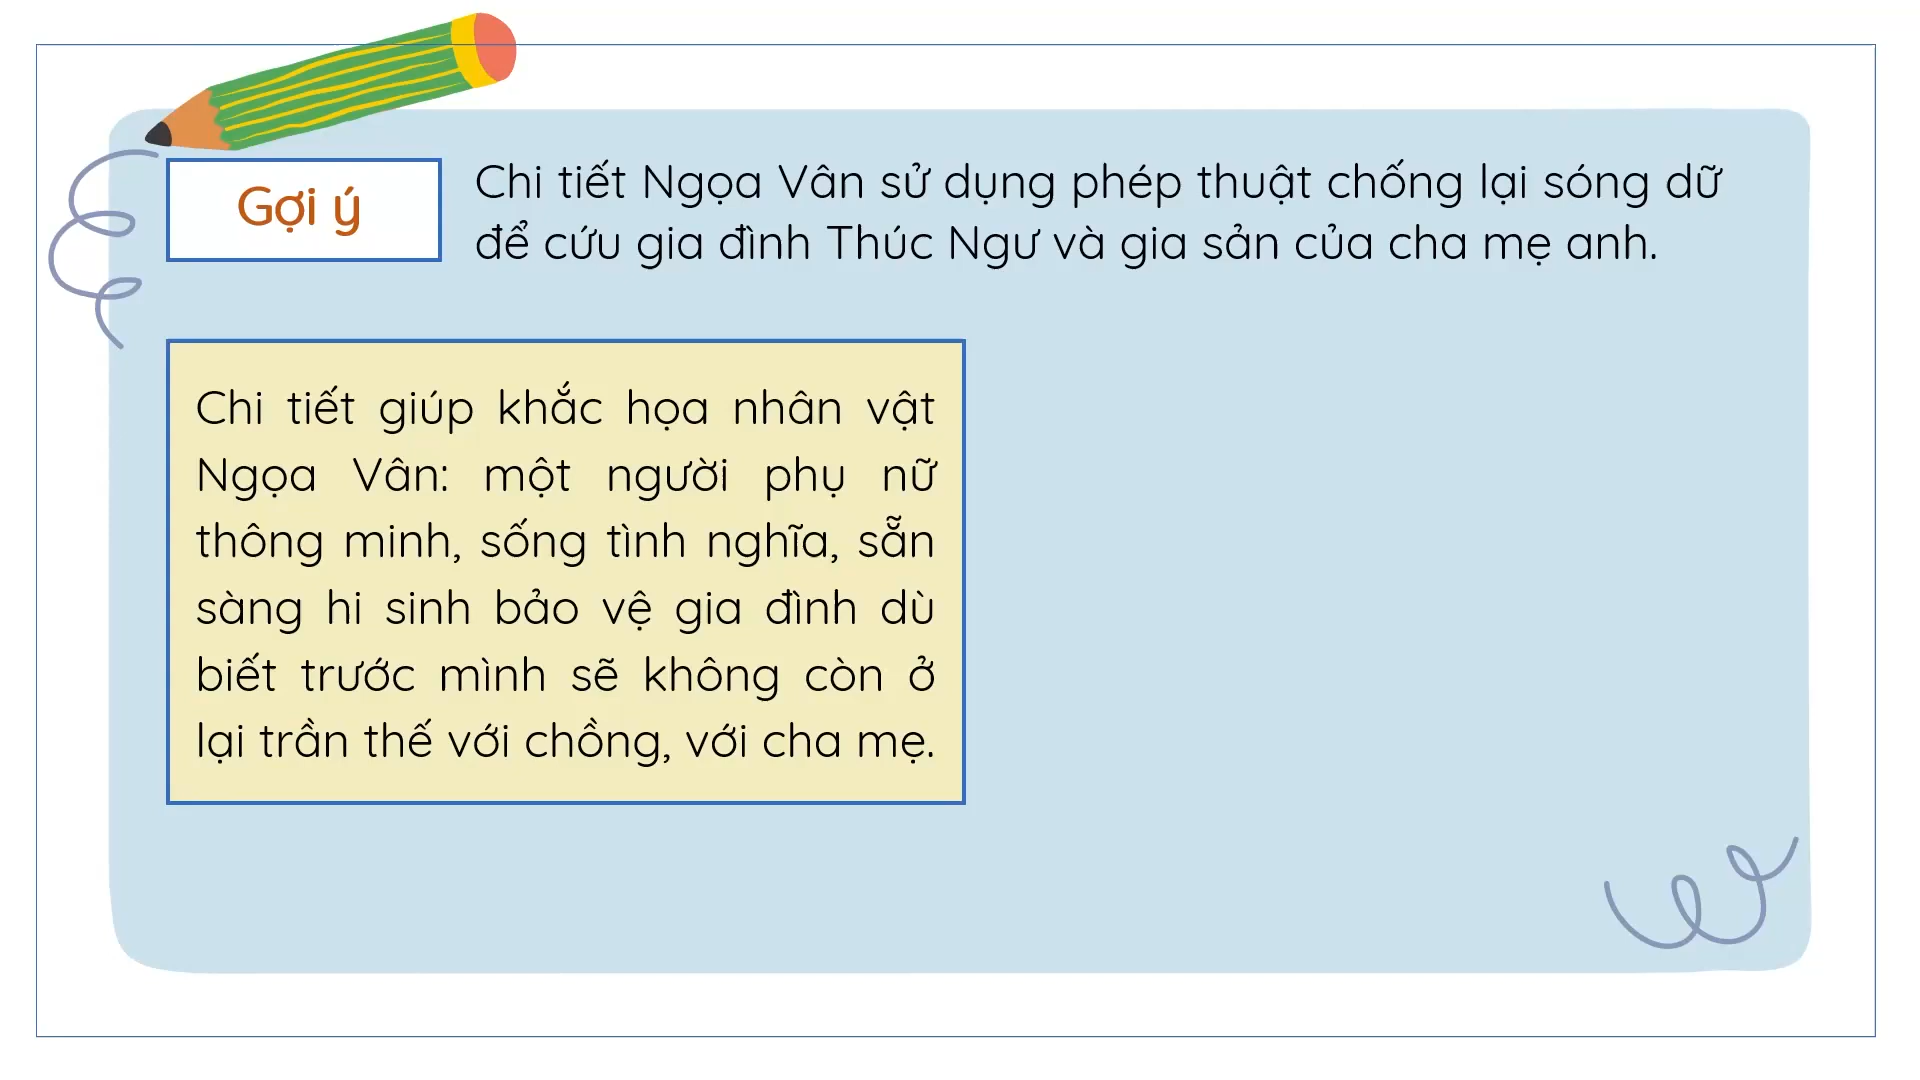 Gợi ý
Chi tiết Ngọa Vân sử dụng phép thuật chống lại sóng dữ
để cứu gia đình Thúc Ngư và gia sản của cha mẹ anh.
Chi tiết giúp khắc họa nhân vật
Ngọa Vân: một người phụ nữ
thông minh, sống tình nghĩa, sẵn
sàng hi sinh bảo vệ gia đình dù
biết trước mình sẽ không còn ở
lại trần thế với chồng, với cha mẹ.